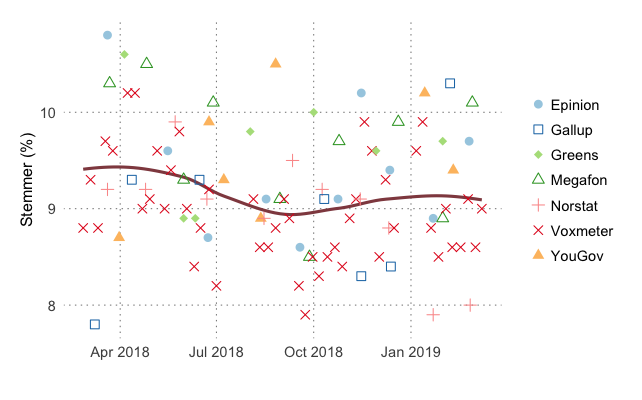 Stemmer (%)
10
9
8
Apr 2018
Jul 2018
Oct 2018
Jan 2019
Epinion
Gallup
Greens
Megafon
Norstat
Voxmeter
YouGov